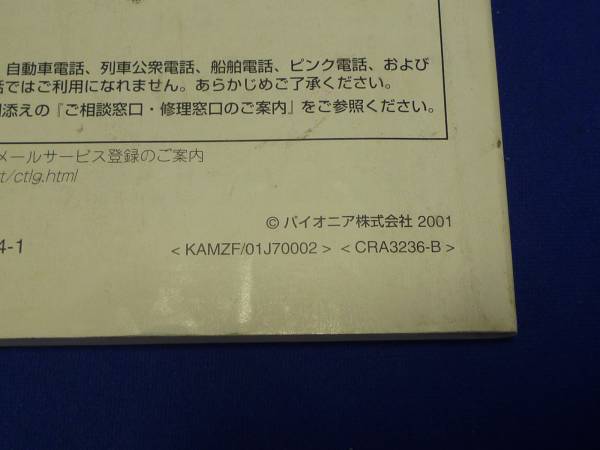 、自動車電話、列車公衆電話、船舶電話、ピンク電話、および
話ではご利用になれません。あらかじめご了承ください。
添えの『ご相談窓口・修理窓口のご案内』をご参照ください。
メールサービス登録のご案内
t/ctlg.html
© パイオニア株式会社 2001
4-1
< KAMZF/01J70002 > < CRA3236-B >